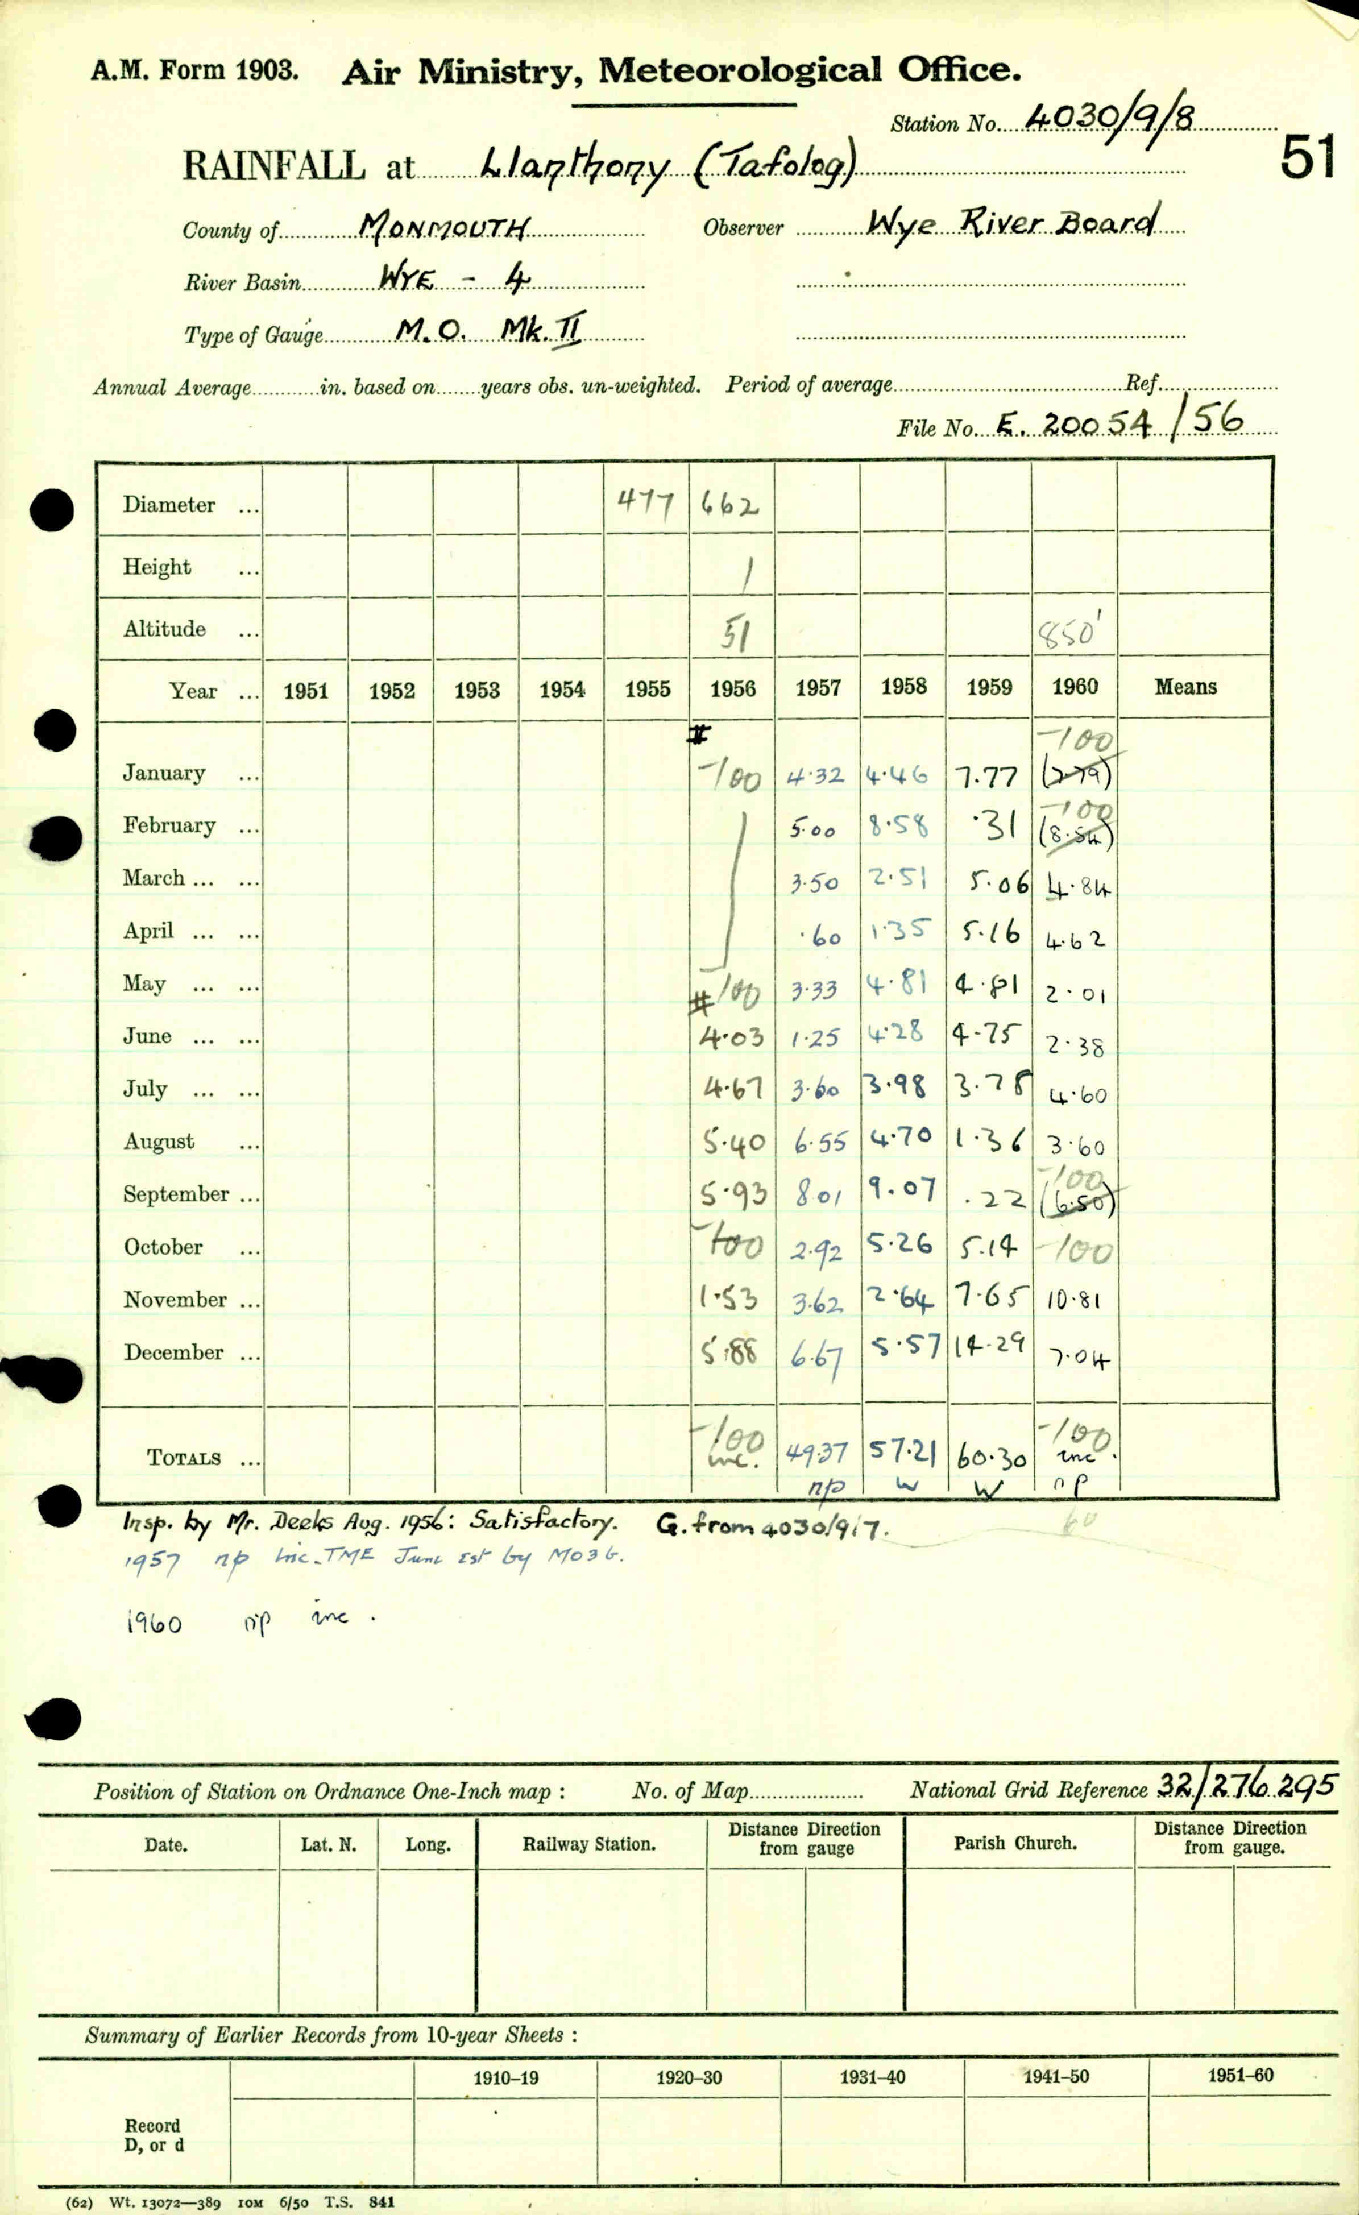 A.M. Form 1903. Air Ministry, Meteorological Office.
Station No. 4030/9/8
51
RAINFALL at Llanthony (Tafolog)
County of MONMOUTH Observer Wye River Board
River Basin WYE - 4
Type of Gauge M.O. Mk. II
Annual Average in. based on years obs. un-weighted. Period of average Ref.
File No. E. 20054/56
Diameter ... 477 662
Height ... 1
Altitude ... 51 850'
Year ... 1951 1952 1953 1954 1955 1956 1957 1958 1959 1960 Means
# -100
January ... -100 4.32 4.46 7.77 (2.79)
-100
February ... 5.00 8.58 .31 (8.54)
March ... ... 3.50 2.51 5.06 4.84
April ... ... .60 1.35 5.16 4.62
May ... ... # -100 3.33 4.81 4.81 2.01
June ... ... 4.03 1.25 4.28 4.75 2.38
July ... ... 4.67 3.60 3.98 3.78 4.60
August ... 5.40 6.55 4.70 1.36 3.60
-100
September ... 5.93 8.01 9.07 .22 (6.50)
October ... -100 2.92 5.26 5.14 -100
November ... 1.53 3.62 2.64 7.65 10.81
December ... 5.88 6.67 5.57 14.29 7.04
-100 -100
TOTALS ... inc. 49.37 57.21 60.30 inc.
np w w np
Insp. by Mr. Deeks Aug. 1956: Satisfactory. G. from 4030/9/7. 60
1957 np inc. TME June Est by MO3G.
1960 np inc.
Position of Station on Ordnance One-Inch map : No. of Map National Grid Reference 32/276 295
Date. Lat. N. Long. Railway Station. Distance from Direction gauge Parish Church. Distance from Direction gauge.
Summary of Earlier Records from 10-year Sheets :
1910–19 1920–30 1931–40 1941–50 1951–60
Record
D, or d
(62) Wt. 13072—389 10M 6/50 T.S. 841